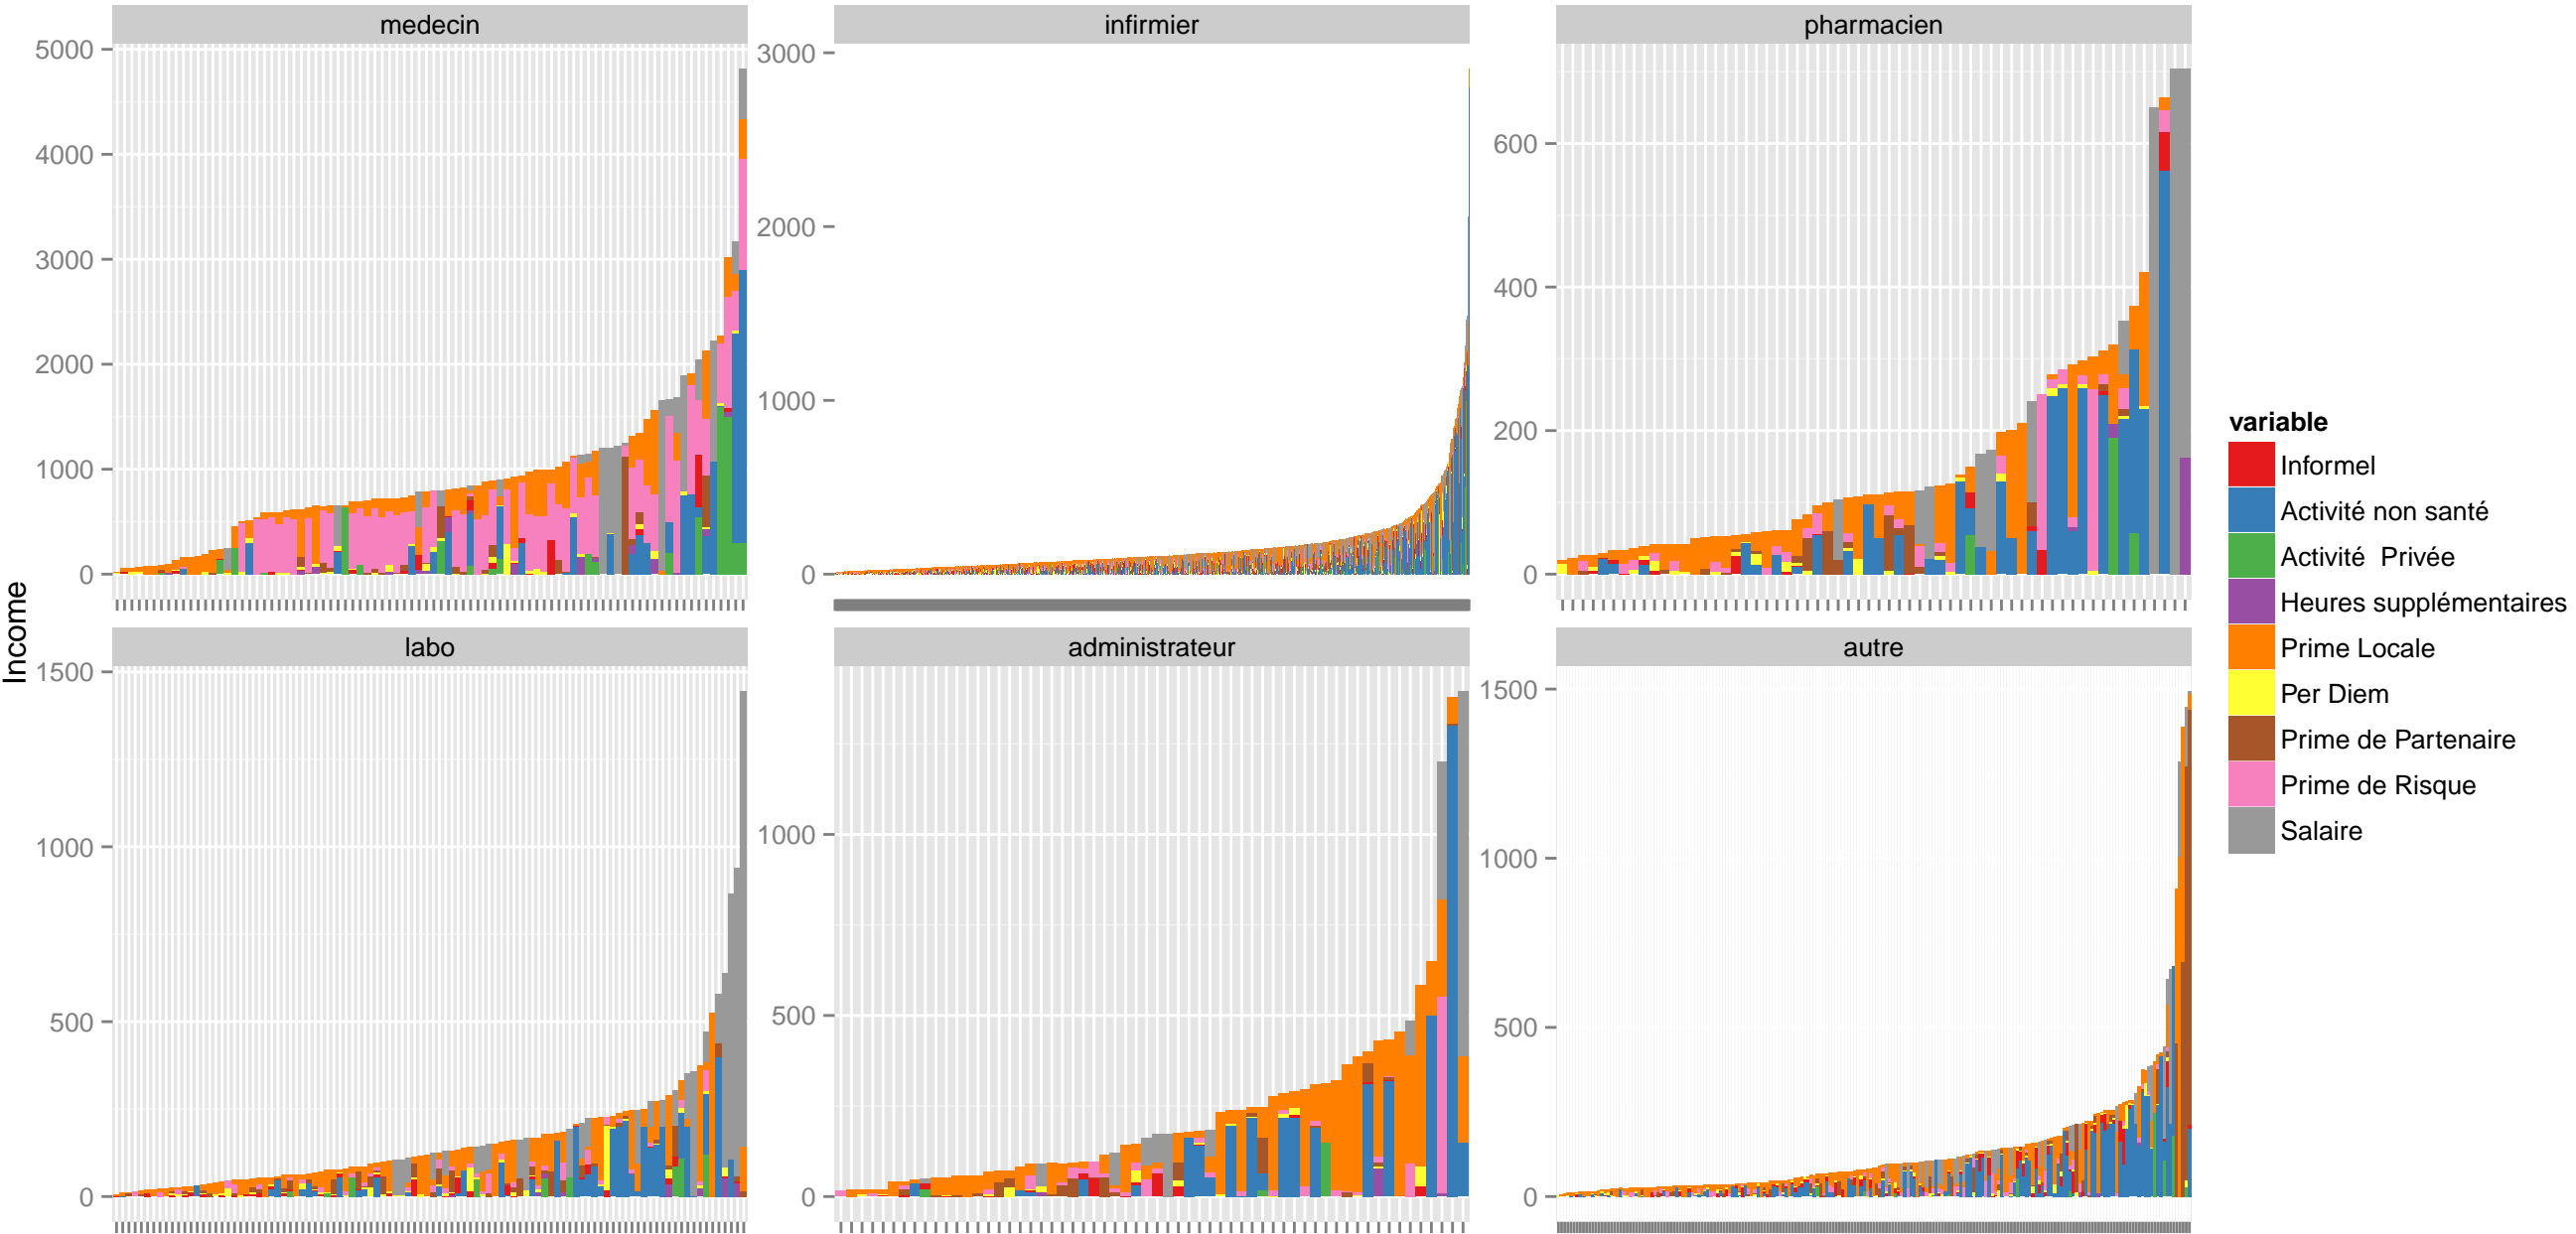 medecin
infirmier
pharmacien
5000
4000
3000
2000
1000
0
3000
2000
1000
0
600
400
200
0
labo
administrateur
autre
1500
1000
500
0
1000
500
0
1500
1000
500
0
Income
variable
Informel
Activité non santé
Activité  Privée
Heures supplémentaires
Prime Locale
Per Diem
Prime de Partenaire
Prime de Risque
Salaire